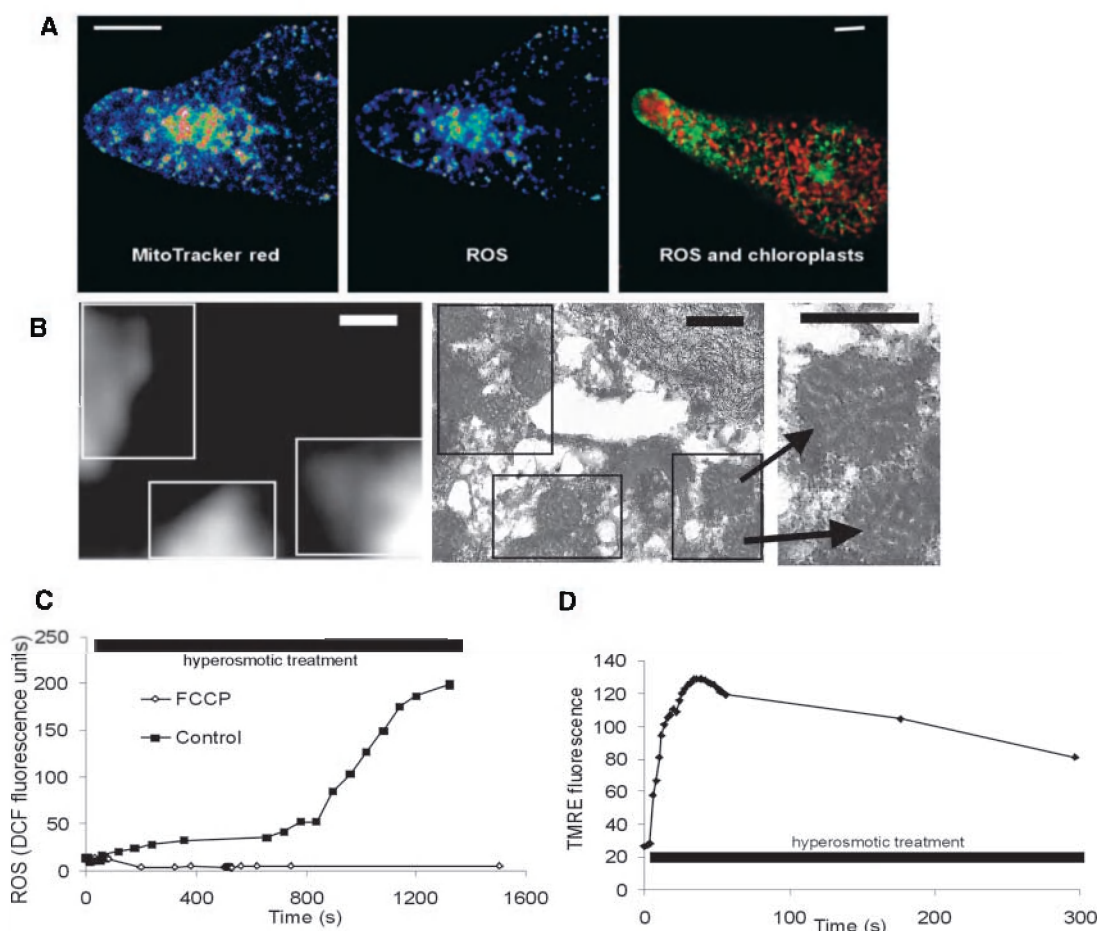 A
MitoTracker red
ROS
ROS and chloroplasts
B
C
D
250
200
150
100
50
0
ROS (DCF fluorescence units)
hyperosmotic treatment
FCCP
Control
0
400
800
1200
1600
Time (s)
140
120
100
80
60
40
20
0
TMRE fluorescence
hyperosmotic treatment
0
100
200
300
Time (s)